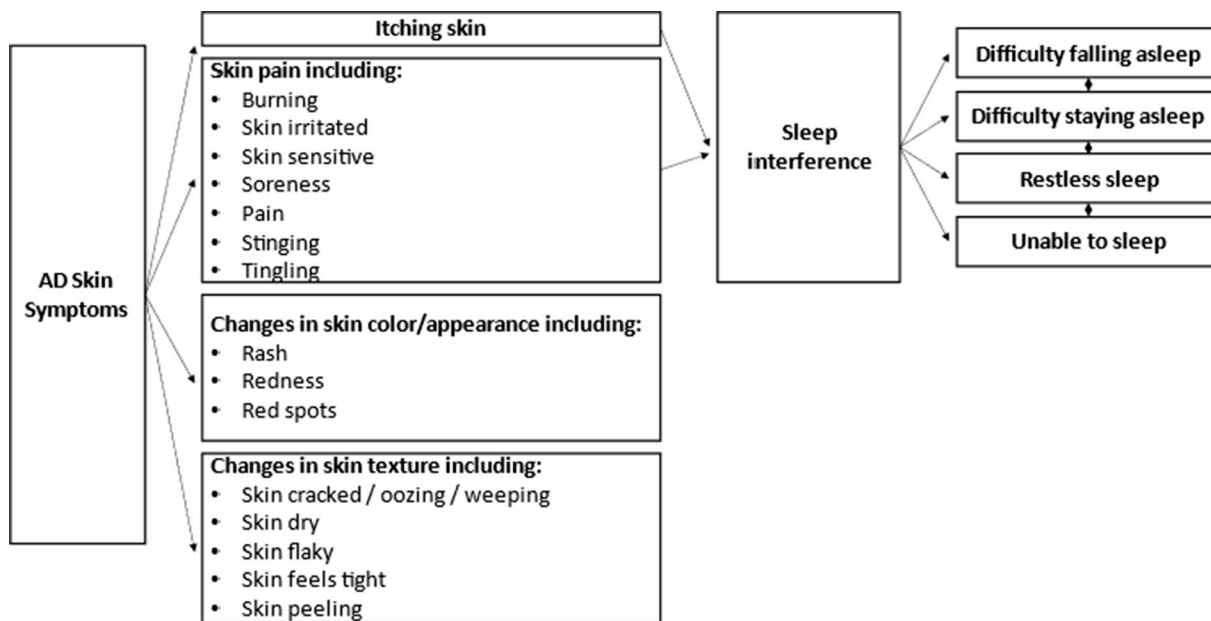 AD Skin
Symptoms
Itching skin
Skin pain including:
• Burning
• Skin irritated
• Skin sensitive
• Soreness
• Pain
• Stinging
• Tingling
Changes in skin color/appearance including:
• Rash
• Redness
• Red spots
Changes in skin texture including:
• Skin cracked / oozing / weeping
• Skin dry
• Skin flaky
• Skin feels tight
• Skin peeling
Sleep
interference
Difficulty falling asleep
Difficulty staying asleep
Restless sleep
Unable to sleep